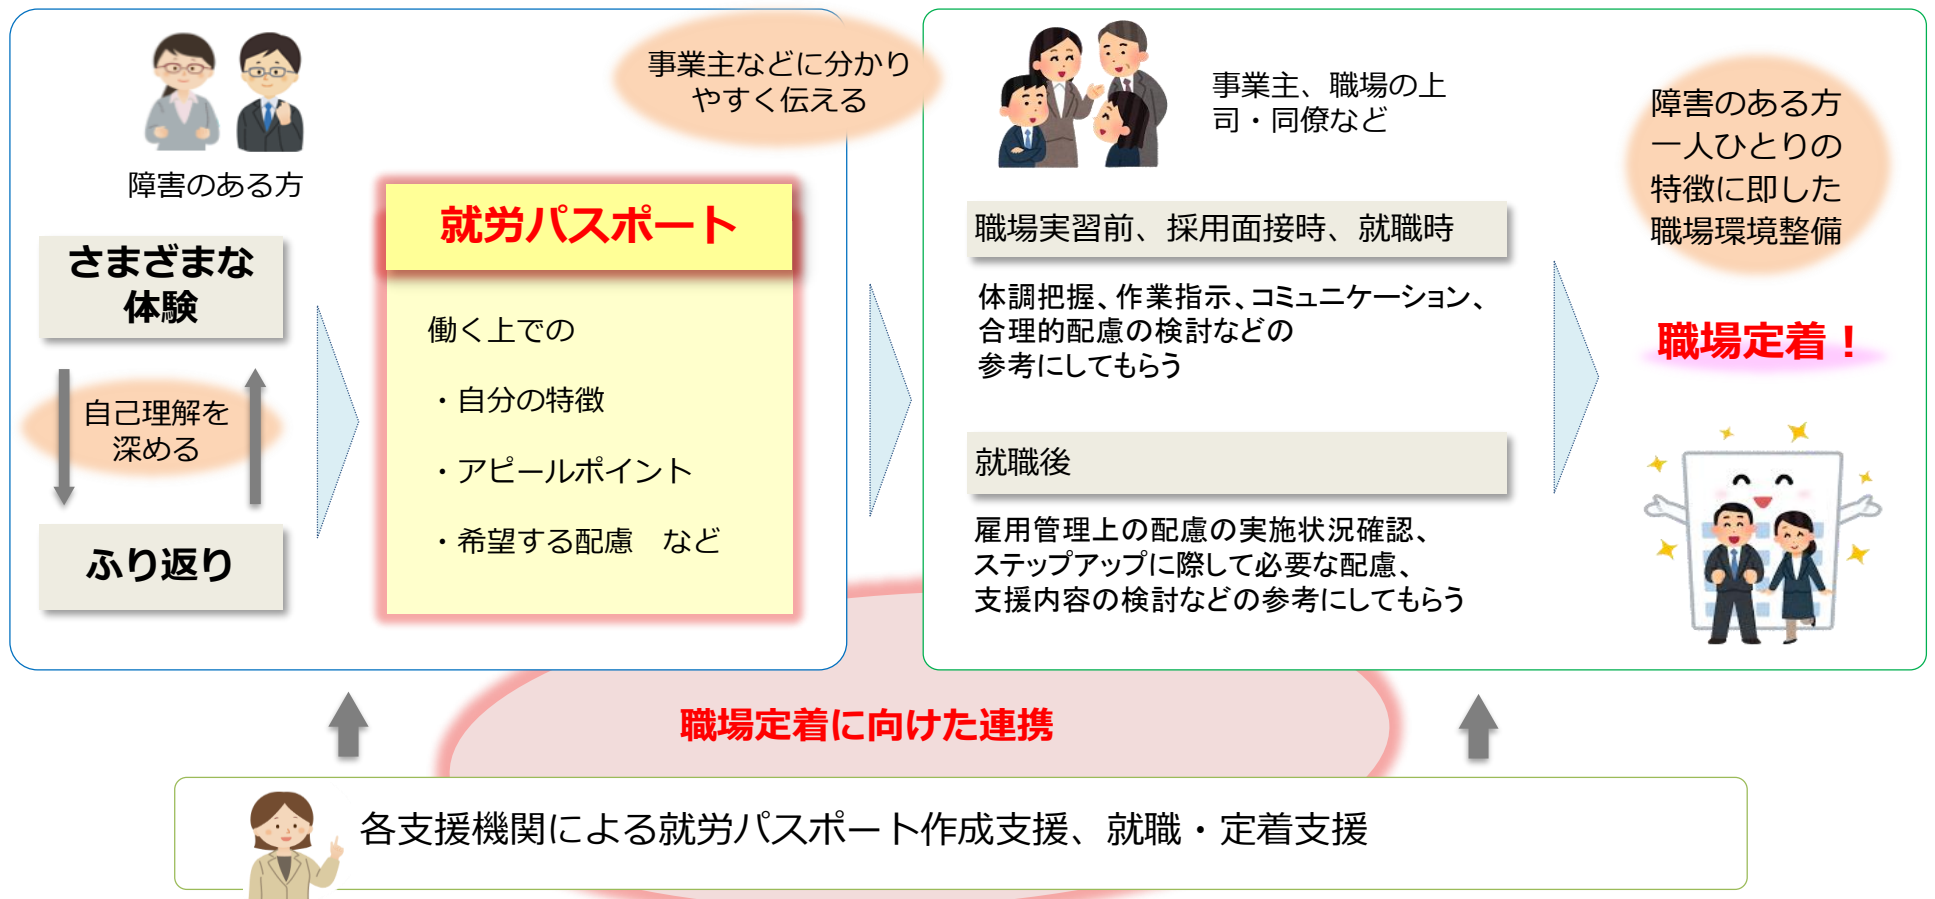 障害のある方
さまざまな
体験
自己理解を
深める
ふり返り
事業主などに分かり
やすく伝える
就労パスポート
働く上での
・自分の特徴
・アピールポイント
・希望する配慮　など
事業主、職場の上
司・同僚など
職場実習前、採用面接時、就職時
体調把握、作業指示、コミュニケーション、
合理的配慮の検討などの
参考にしてもらう
就職後
雇用管理上の配慮の実施状況確認、
ステップアップに際して必要な配慮、
支援内容の検討などの参考にしてもらう
障害のある方
一人ひとりの
特徴に即した
職場環境整備
職場定着！
職場定着に向けた連携
各支援機関による就労パスポート作成支援、就職・定着支援